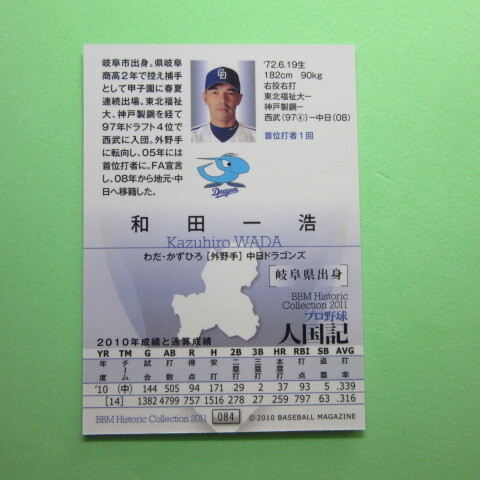 岐阜市出身。県岐阜
商高2年で控え捕手
として甲子園に春夏
連続出場。東北福祉
大、神戸製鋼を経て
97年ドラフト4位で
西武に入団。外野手
に転向し、05年には
首位打者に。FA宣言
し、08年から地元・中
日へ移籍した。
'72.6.19生
182cm 90kg
右投右打
東北福祉大―
神戸製鋼―
西武(97④)―中日(08)
首位打者1回
Dragons
和田一浩
Kazuhiro WADA
わだ・かずひろ [外野手] 中日ドラゴンズ
岐阜県出身
BBM Historic
Collection 2011
プロ野球
人国記
2010年成績と通算成績
YR TM G AB R H 2B 3B HR RBI SB AVG
年 チーム 試合 打数 得点 安打 二塁打 三塁打 本塁打 打点 盗塁 打率
'10 (中) 144 505 94 171 29 2 37 93 5 .339
[14] 1382 4799 757 1516 278 17 259 797 63 .316
BBM Historic Collection 2011 084 ©2010 BASEBALL MAGAZINE